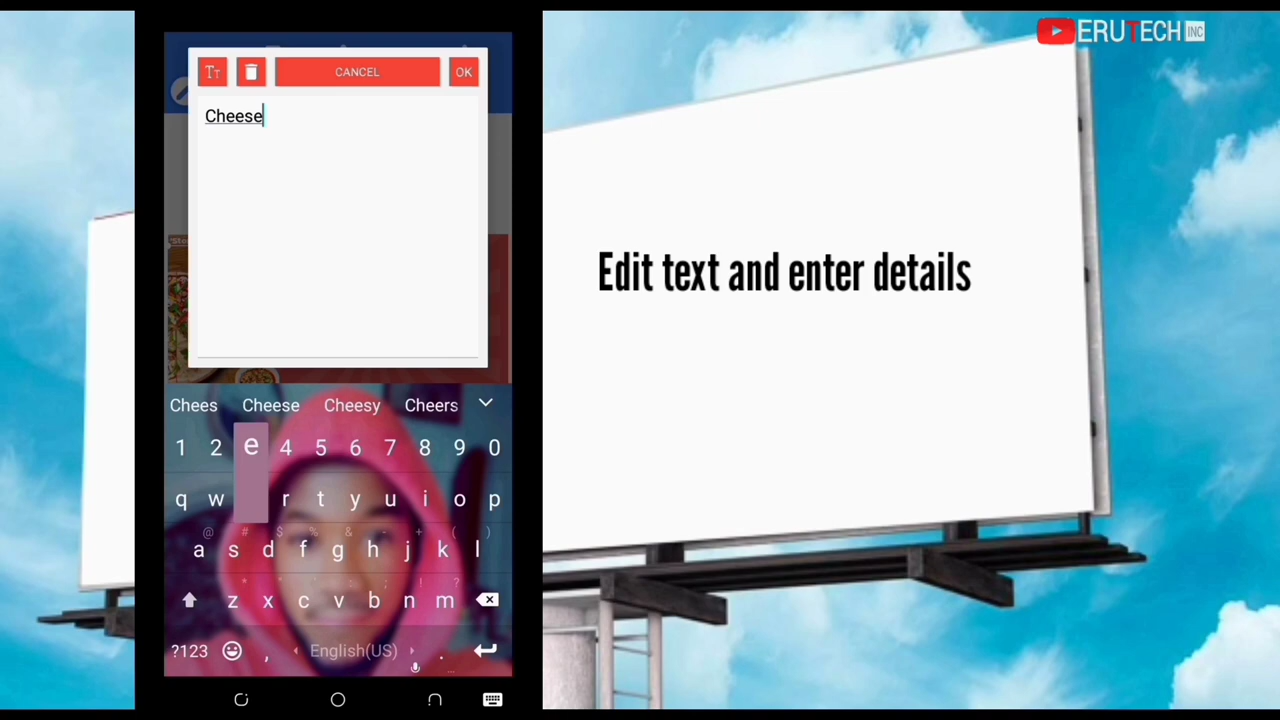 ERUTECH INC
TT CANCEL OK
Cheese
Edit text and enter details
Chees Cheese Cheesy Cheers
1 2 e 4 5 6 7 8 9 0
q w r t y u i o p
@ # $ % & - + ( )
a s d f g h j k l
* " ' : ; ! ?
z x c v b n m
?123 , English(US) .